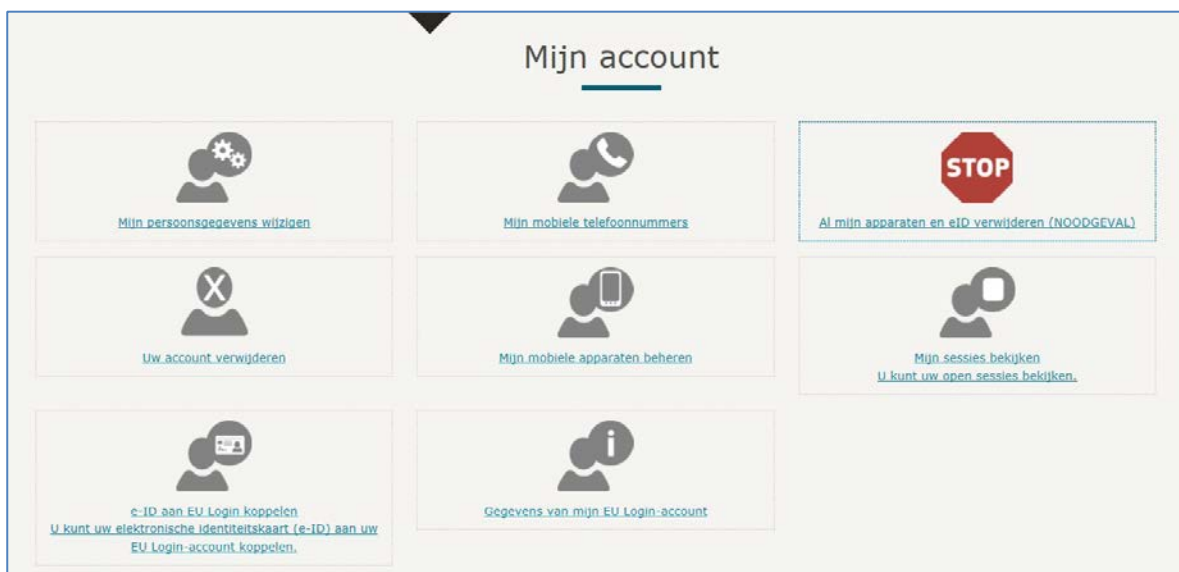 Mijn account
Mijn persoonsgegevens wijzigen
Mijn mobiele telefoonnummers
STOP
Al mijn apparaten en eID verwijderen (NOODGEVAL)
Uw account verwijderen
Mijn mobiele apparaten beheren
Mijn sessies bekijken
U kunt uw open sessies bekijken.
e-ID aan EU Login koppelen
U kunt uw elektronische identiteitskaart (e-ID) aan uw
EU Login-account koppelen.
Gegevens van mijn EU Login-account